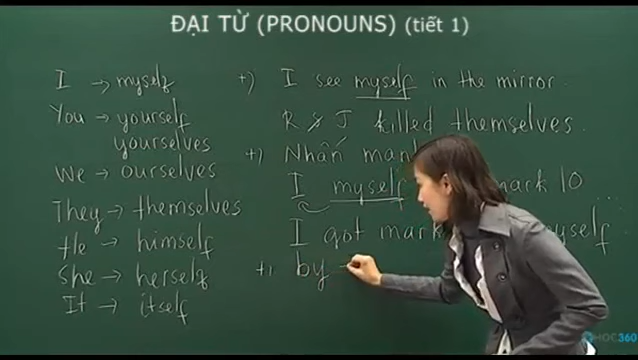 ĐẠI TỪ (PRONOUNS) (tiết 1)
I → myself
You → yourself
yourselves
We → ourselves
They → themselves
He → himself
She → herself
It → itself
+) I see myself in the mirror.
R & J killed themselves.
+) Nhấn mạnh
I myself mark 10
I got mark myself
+) by
HOC360